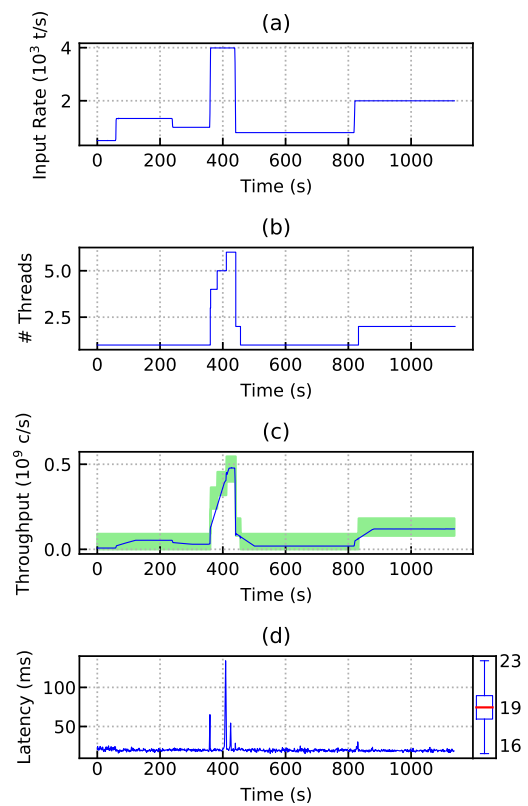 (a)
Input Rate (10³ t/s)
4
2
0 200 400 600 800 1000
Time (s)
(b)
# Threads
5.0
2.5
0 200 400 600 800 1000
Time (s)
(c)
Throughput (10⁹ c/s)
0.5
0.0
0 200 400 600 800 1000
Time (s)
(d)
Latency (ms)
100
50
0 200 400 600 800 1000
Time (s)
23
19
16